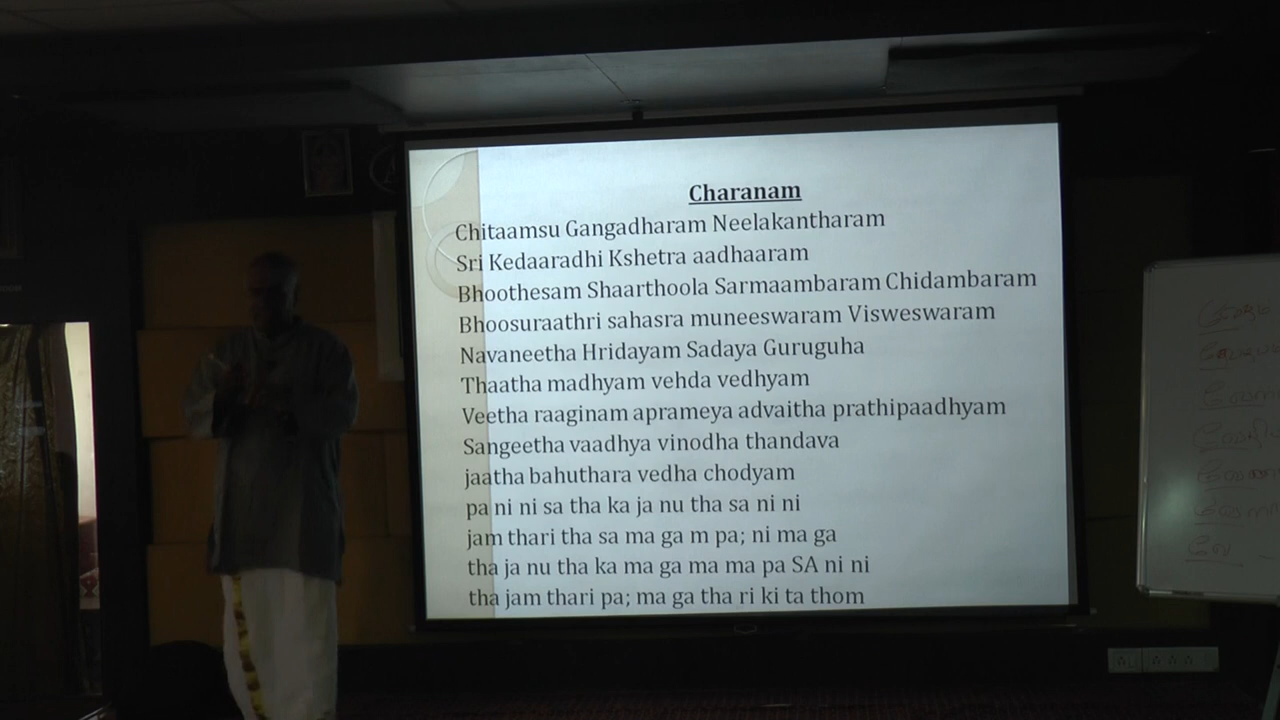 Charanam
Chitaamsu Gangadharam Neelakantharam
Sri Kedaaradhi Kshetra aadhaaram
Bhoothesam Shaarthoola Sarmaambaram Chidambaram
Bhoosuraathri sahasra muneeswaram Visweswaram
Navaneetha Hridayam Sadaya Guruguha
Thaatha madhyam vehda vedhyam
Veetha raaginam aprameya advaitha prathipaadhyam
Sangeetha vaadhya vinodha thandava
jaatha bahuthara vedha chodyam
pa ni ni sa tha ka ja nu tha sa ni ni
jam thari tha sa ma ga m pa; ni ma ga
tha ja nu tha ka ma ga ma ma pa SA ni ni
tha jam thari pa; ma ga tha ri ki ta thom